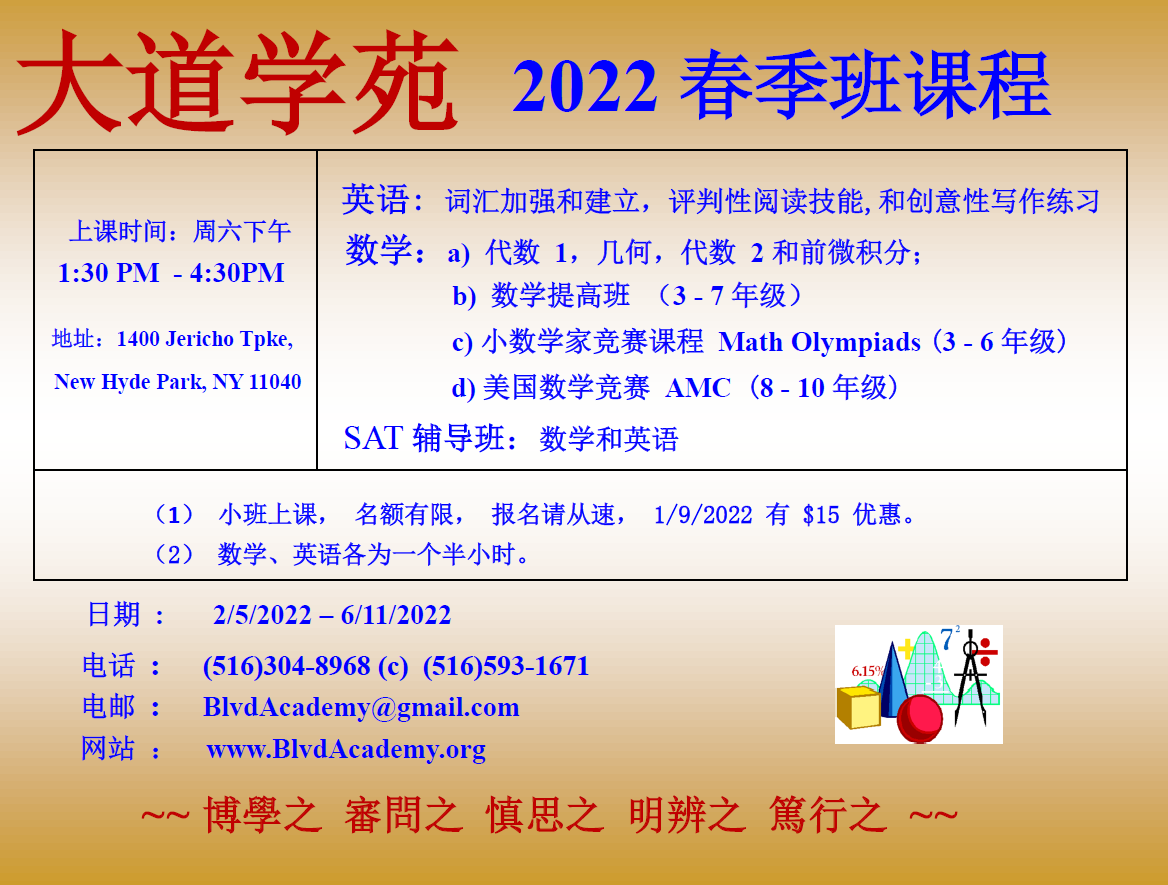 大道学苑 2022 春季班课程
上课时间：周六下午
1:30 PM - 4:30PM
地址：1400 Jericho Tpke,
New Hyde Park, NY 11040
英语：词汇加强和建立，评判性阅读技能,和创意性写作练习
数学：a) 代数 1，几何，代数 2 和前微积分；
b) 数学提高班 （3 - 7 年级）
c) 小数学家竞赛课程 Math Olympiads (3 - 6 年级)
d) 美国数学竞赛 AMC (8 - 10 年级)
SAT 辅导班：数学和英语
（1） 小班上课， 名额有限， 报名请从速， 1/9/2022 有 $15 优惠。
（2） 数学、英语各为一个半小时。
日期 ： 2/5/2022 – 6/11/2022
电话 ： (516)304-8968 (c) (516)593-1671
电邮 ： BlvdAcademy@gmail.com
网站 ： www.BlvdAcademy.org
7²
6.15%
~~ 博學之 審問之 慎思之 明辨之 篤行之 ~~